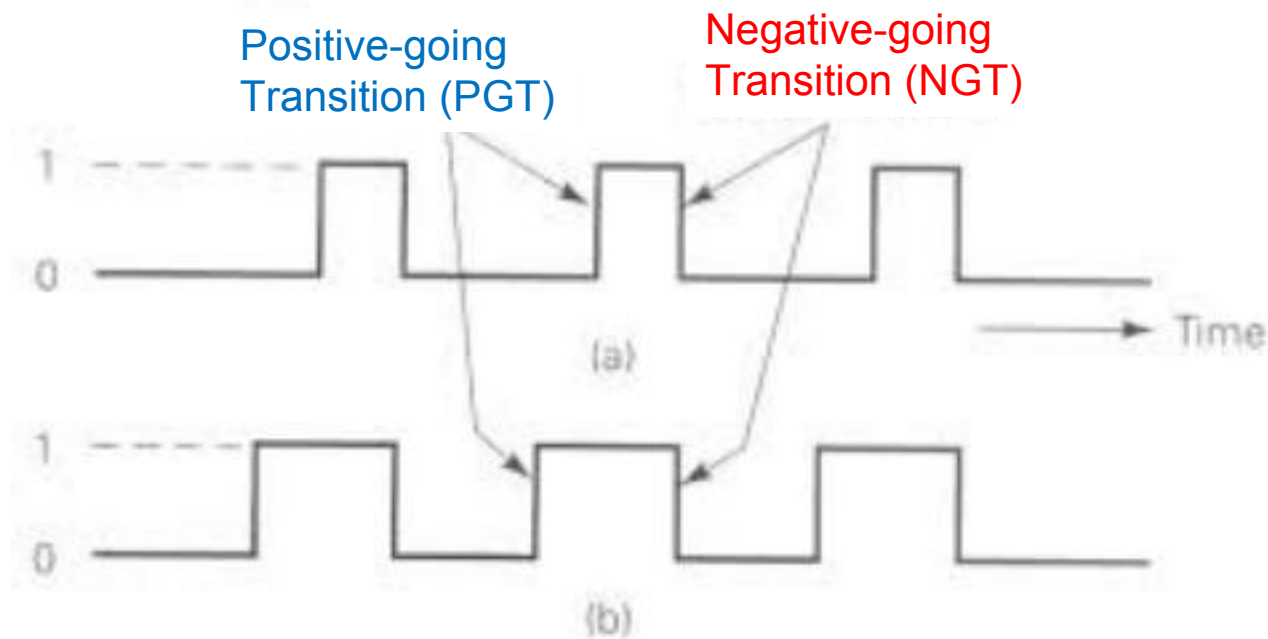 Positive-going
Transition (PGT)
Negative-going
Transition (NGT)
1
0
Time
(a)
1
0
(b)